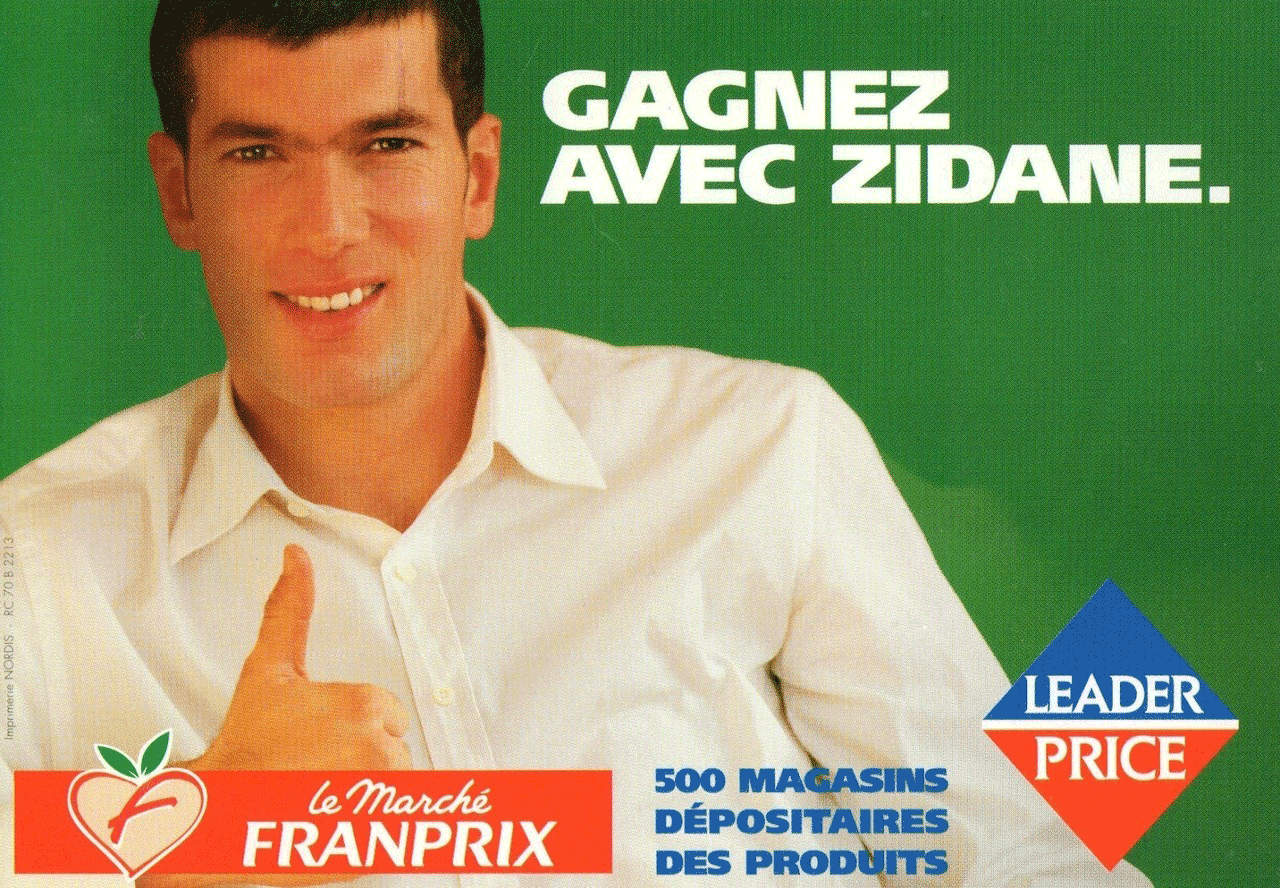 GAGNEZ
AVEC ZIDANE.
Imprimerie NORDIS RC 70 B 2213
LEADER
PRICE
le Marché
FRANPRIX
500 MAGASINS
DÉPOSITAIRES
DES PRODUITS